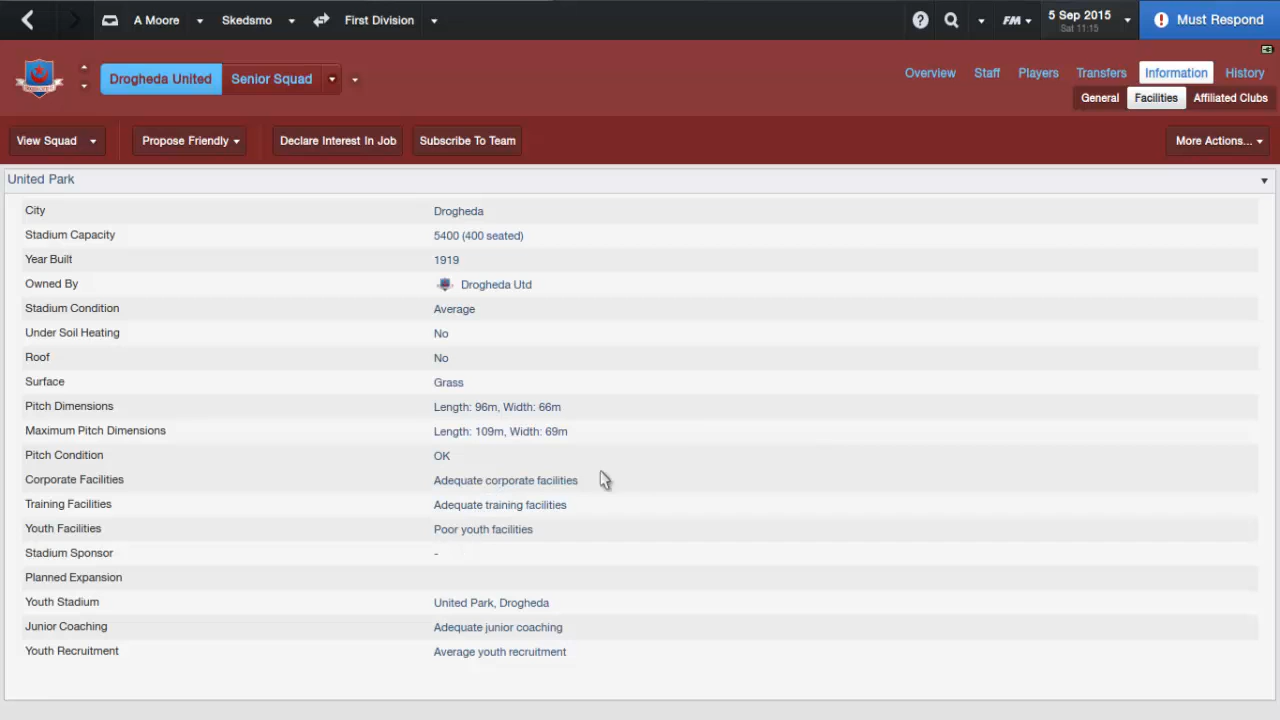 A Moore Skedsmo First Division FM 5 Sep 2015 Sat 11:15 Must Respond
Drogheda United Senior Squad Overview Staff Players Transfers Information History
General Facilities Affiliated Clubs
View Squad Propose Friendly Declare Interest In Job Subscribe To Team More Actions...
United Park
City Drogheda
Stadium Capacity 5400 (400 seated)
Year Built 1919
Owned By Drogheda Utd
Stadium Condition Average
Under Soil Heating No
Roof No
Surface Grass
Pitch Dimensions Length: 96m, Width: 66m
Maximum Pitch Dimensions Length: 109m, Width: 69m
Pitch Condition OK
Corporate Facilities Adequate corporate facilities
Training Facilities Adequate training facilities
Youth Facilities Poor youth facilities
Stadium Sponsor -
Planned Expansion
Youth Stadium United Park, Drogheda
Junior Coaching Adequate junior coaching
Youth Recruitment Average youth recruitment